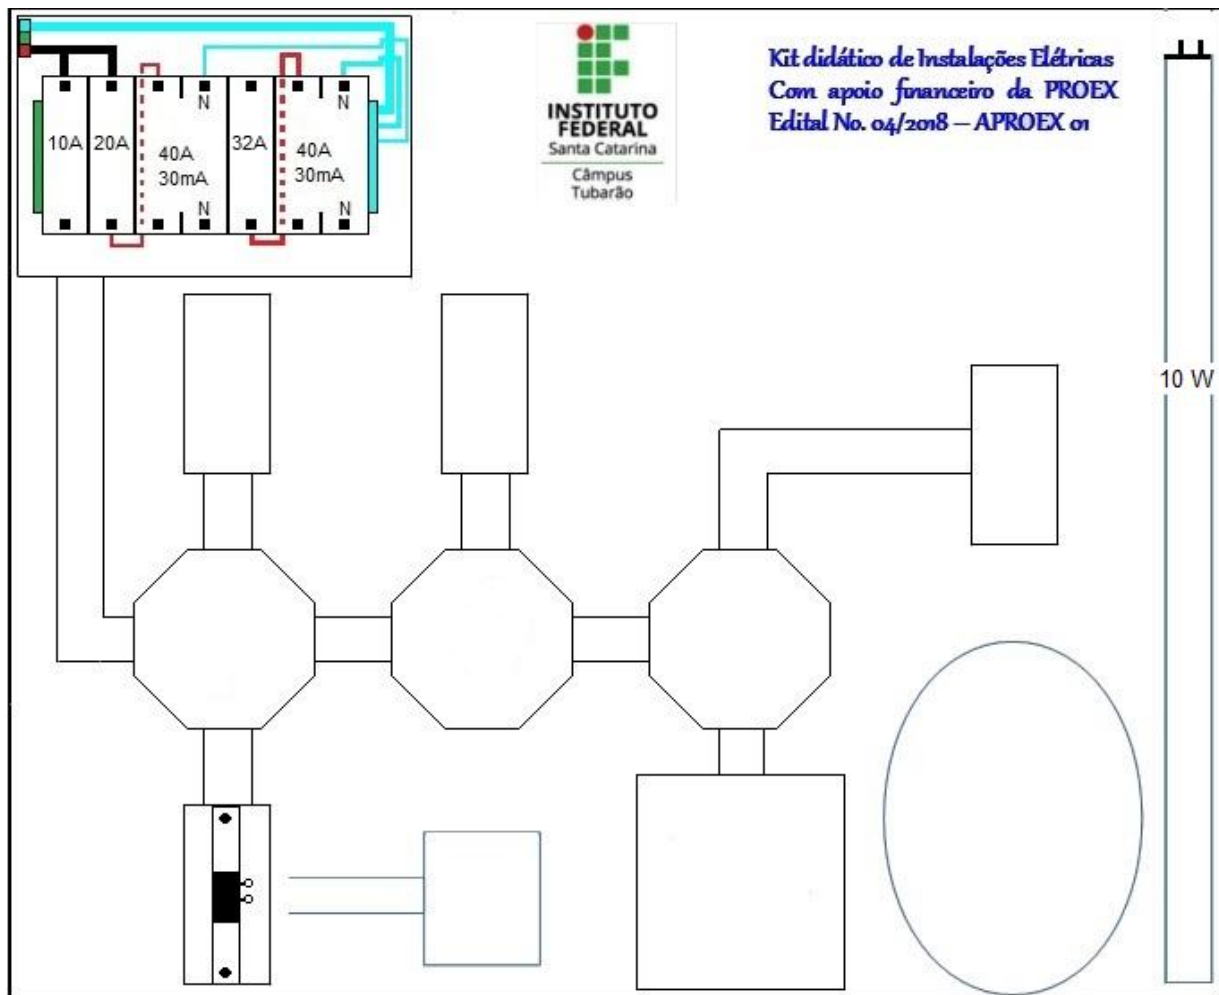 N
N
10A
20A
40A
30mA
32A
40A
30mA
N
N
INSTITUTO
FEDERAL
Santa Catarina
Câmpus
Tubarão
Kit didático de Instalações Elétricas
Com apoio financeiro da PROEX
Edital No. 04/2018 – APROEX 01
10 W